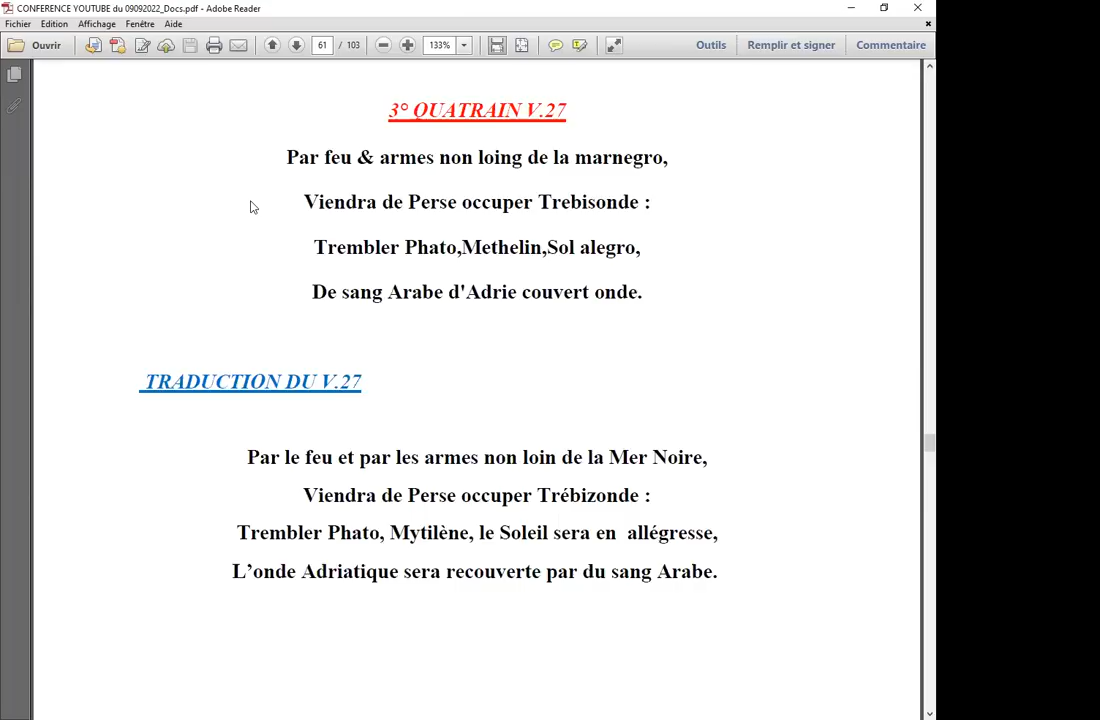 CONFERENCE YOUTUBE du 09092022_Docs.pdf - Adobe Reader
Fichier Edition Affichage Fenêtre Aide
Ouvrir 61 / 103 133% Outils Remplir et signer Commentaire
3° QUATRAIN V.27
Par feu & armes non loing de la marnegro,
Viendra de Perse occuper Trebisonde :
Trembler Phato,Methelin,Sol alegro,
De sang Arabe d'Adrie couvert onde.
TRADUCTION DU V.27
Par le feu et par les armes non loin de la Mer Noire,
Viendra de Perse occuper Trébizonde :
Trembler Phato, Mytilène, le Soleil sera en allégresse,
L’onde Adriatique sera recouverte par du sang Arabe.